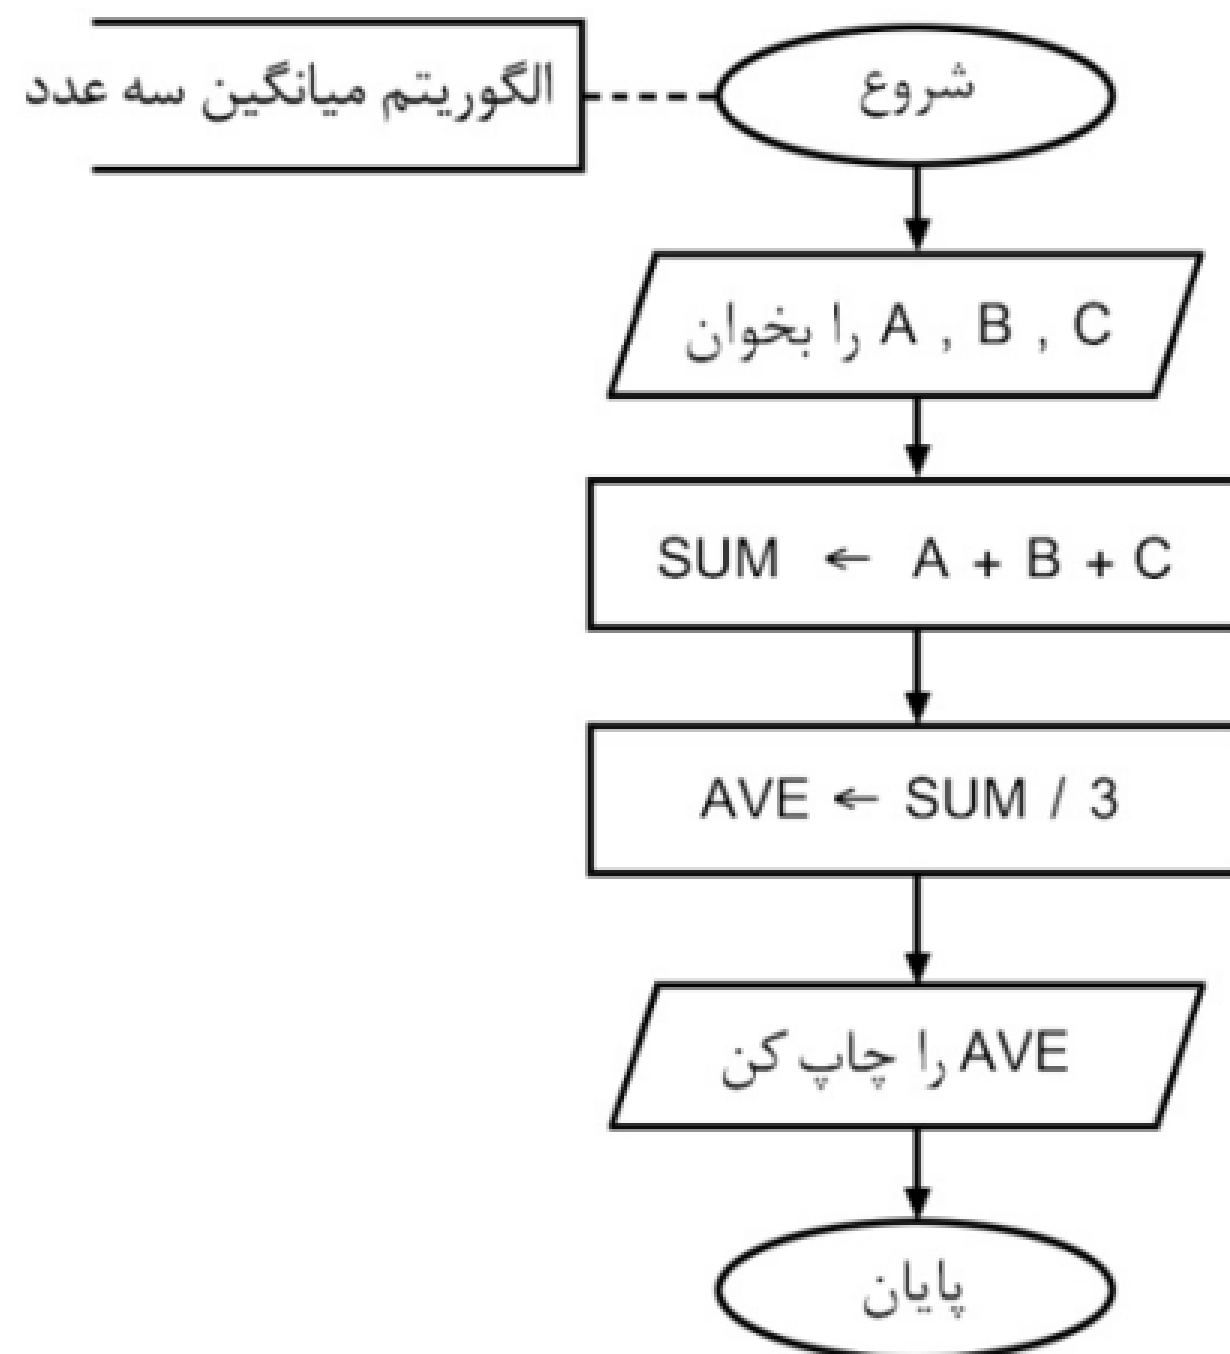 شروع
الگوریتم میانگین سه عدد
A , B , C را بخوان
SUM ← A + B + C
AVE ← SUM / 3
AVE را چاپ کن
پایان